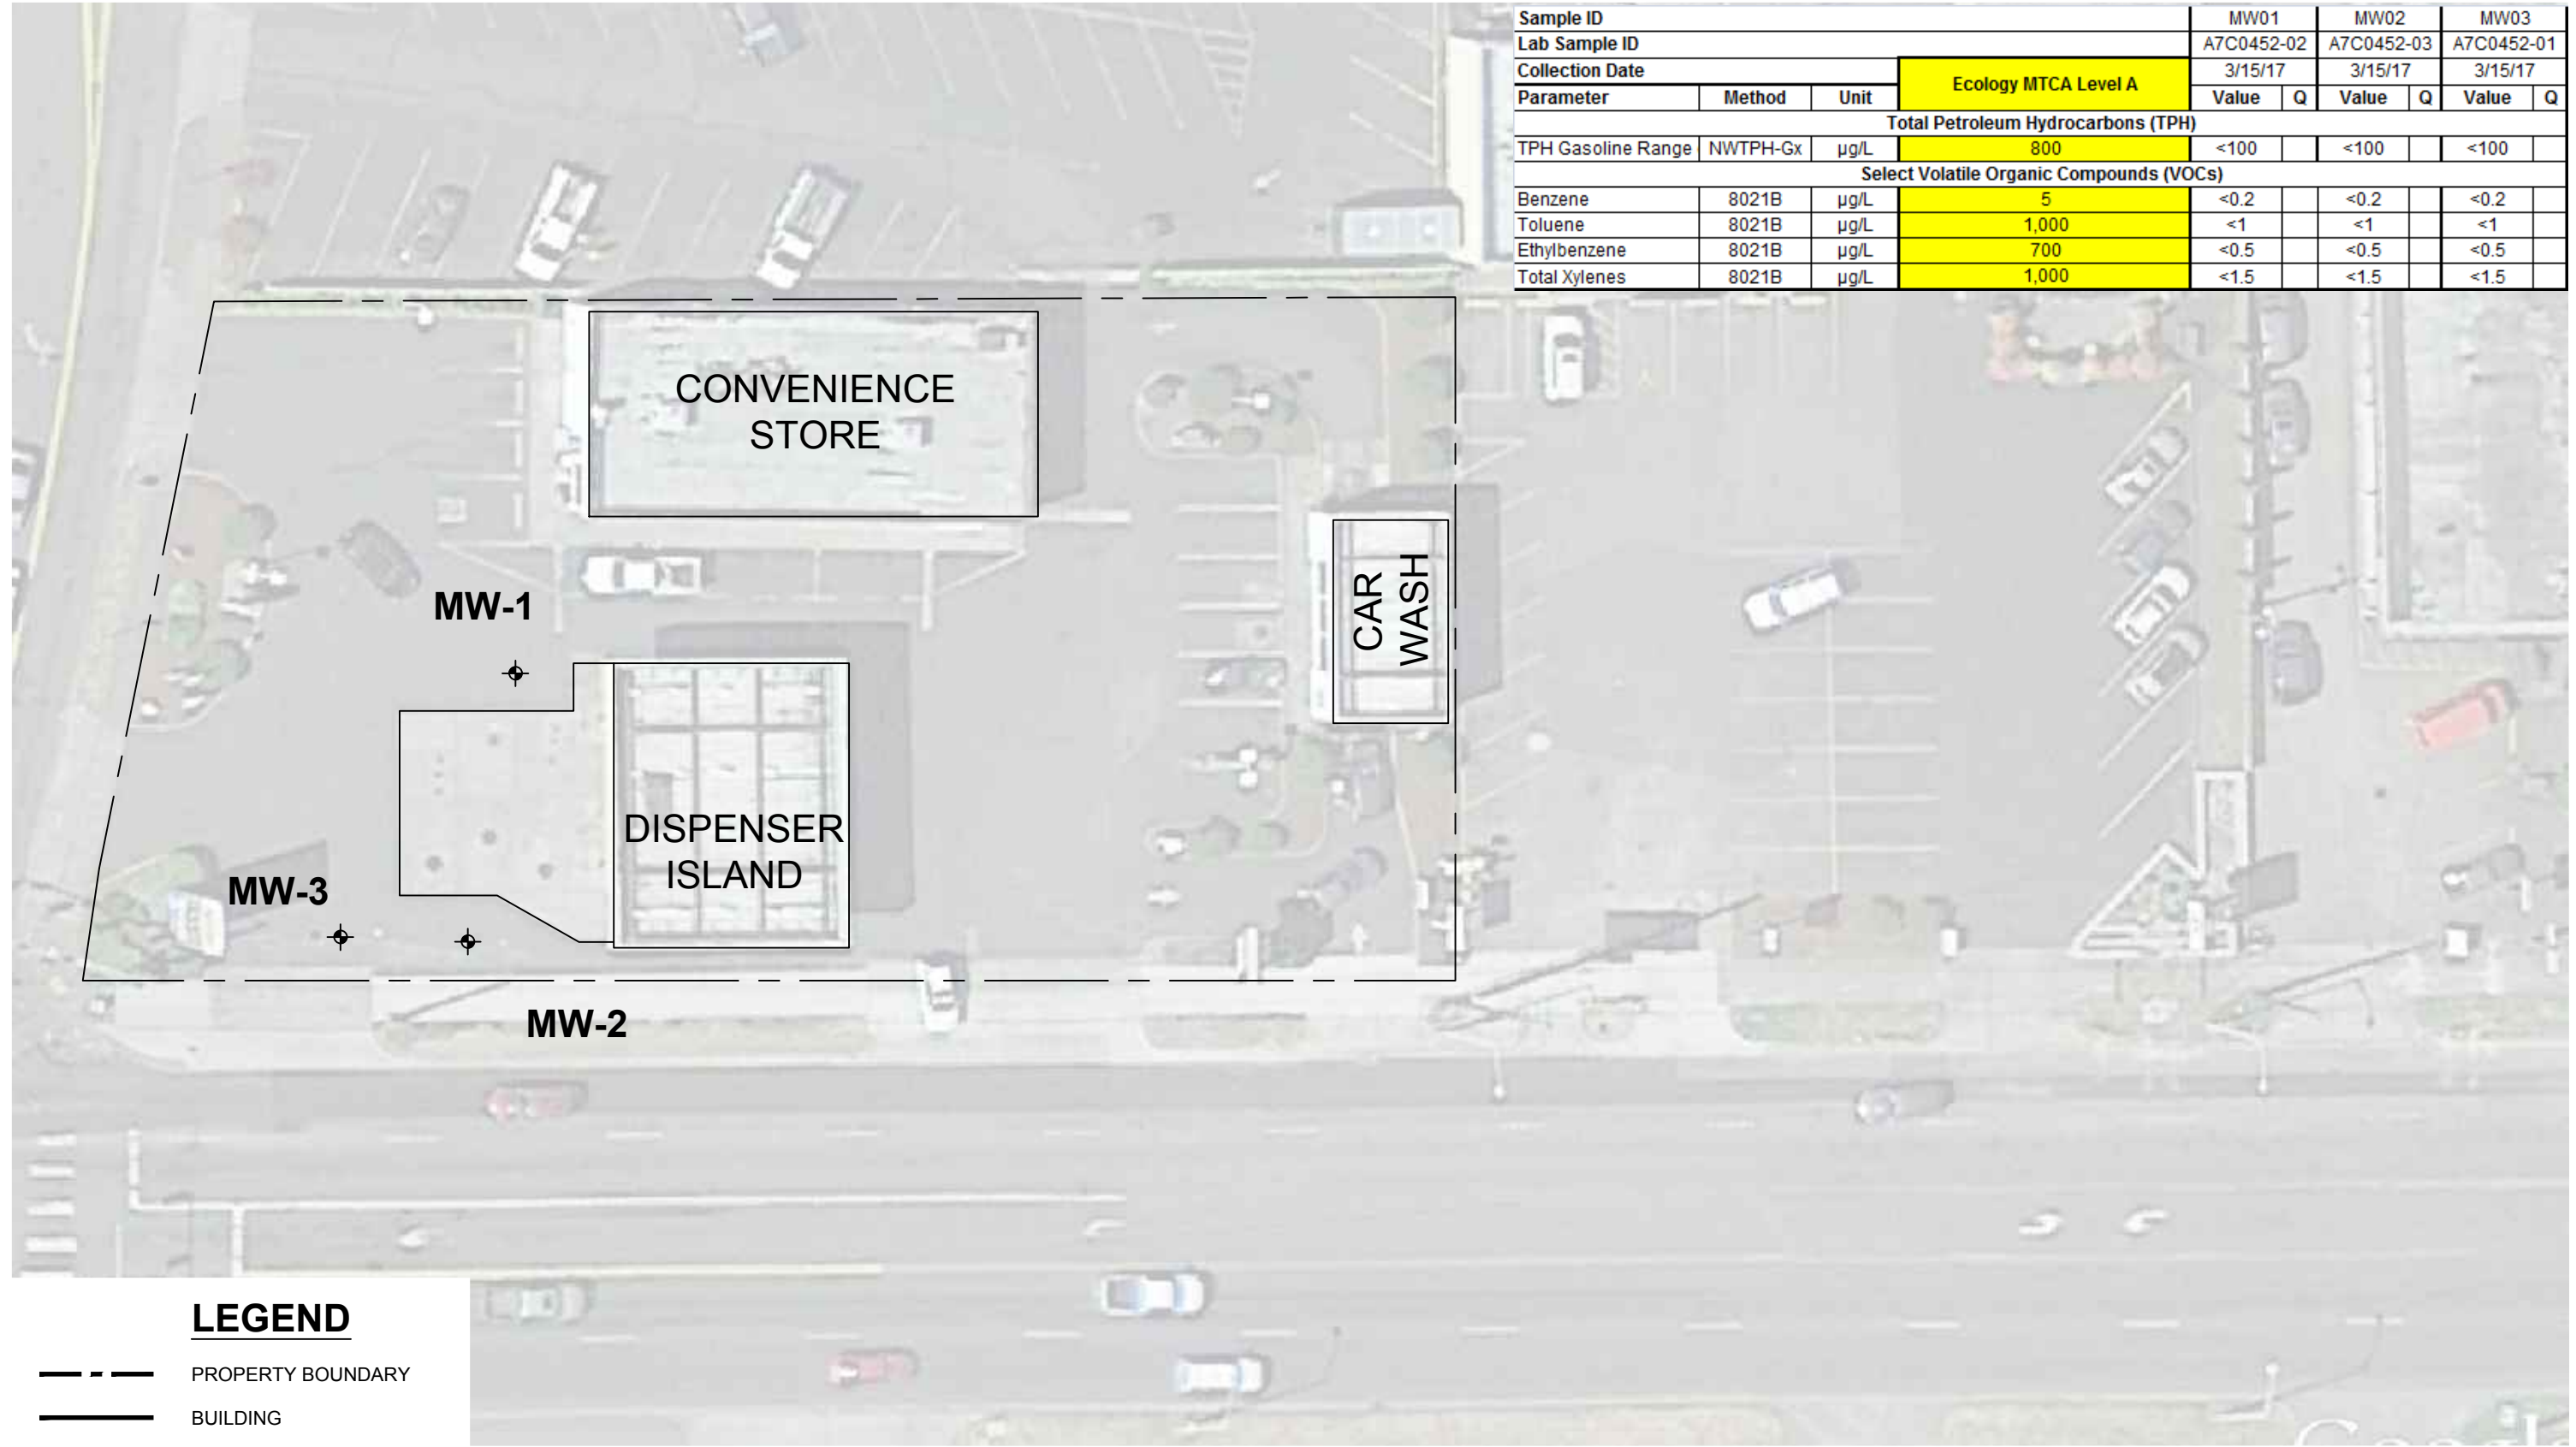 Sample ID MW01 MW02 MW03
Lab Sample ID A7C0452-02 A7C0452-03 A7C0452-01
Collection Date Ecology MTCA Level A 3/15/17 3/15/17 3/15/17
Parameter Method Unit Value Q Value Q Value Q
Total Petroleum Hydrocarbons (TPH)
TPH Gasoline Range NWTPH-Gx µg/L 800 <100 <100 <100
Select Volatile Organic Compounds (VOCs)
Benzene 8021B µg/L 5 <0.2 <0.2 <0.2
Toluene 8021B µg/L 1,000 <1 <1 <1
Ethylbenzene 8021B µg/L 700 <0.5 <0.5 <0.5
Total Xylenes 8021B µg/L 1,000 <1.5 <1.5 <1.5
CONVENIENCE
STORE
CAR
WASH
MW-1
DISPENSER
ISLAND
MW-3
MW-2
LEGEND
PROPERTY BOUNDARY
BUILDING